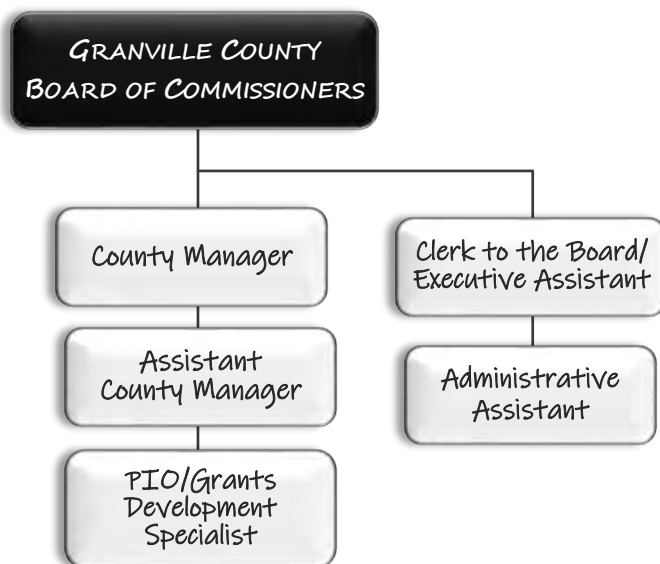 GRANVILLE COUNTY
BOARD OF COMMISSIONERS
County Manager
Assistant
County Manager
PIO/Grants
Development
Specialist
Clerk to the Board/
Executive Assistant
Administrative
Assistant